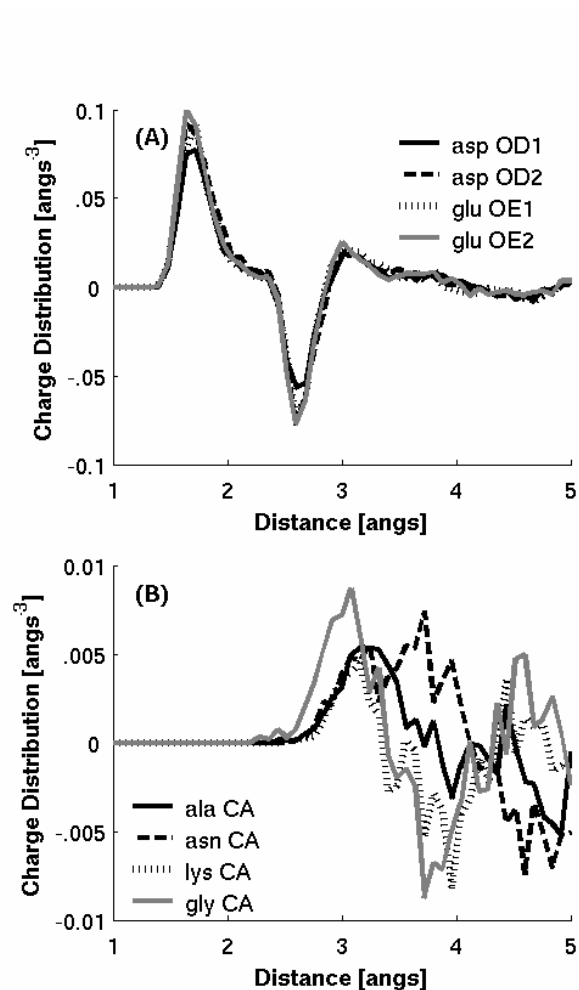 0.1
(A)
.05
0
-.05
-0.1
Charge Distribution [angs-3]
asp OD1
asp OD2
glu OE1
glu OE2
1 2 3 4 5
Distance [angs]
0.01
(B)
.005
0
-.005
-0.01
Charge Distribution [angs-3]
ala CA
asn CA
lys CA
gly CA
1 2 3 4 5
Distance [angs]